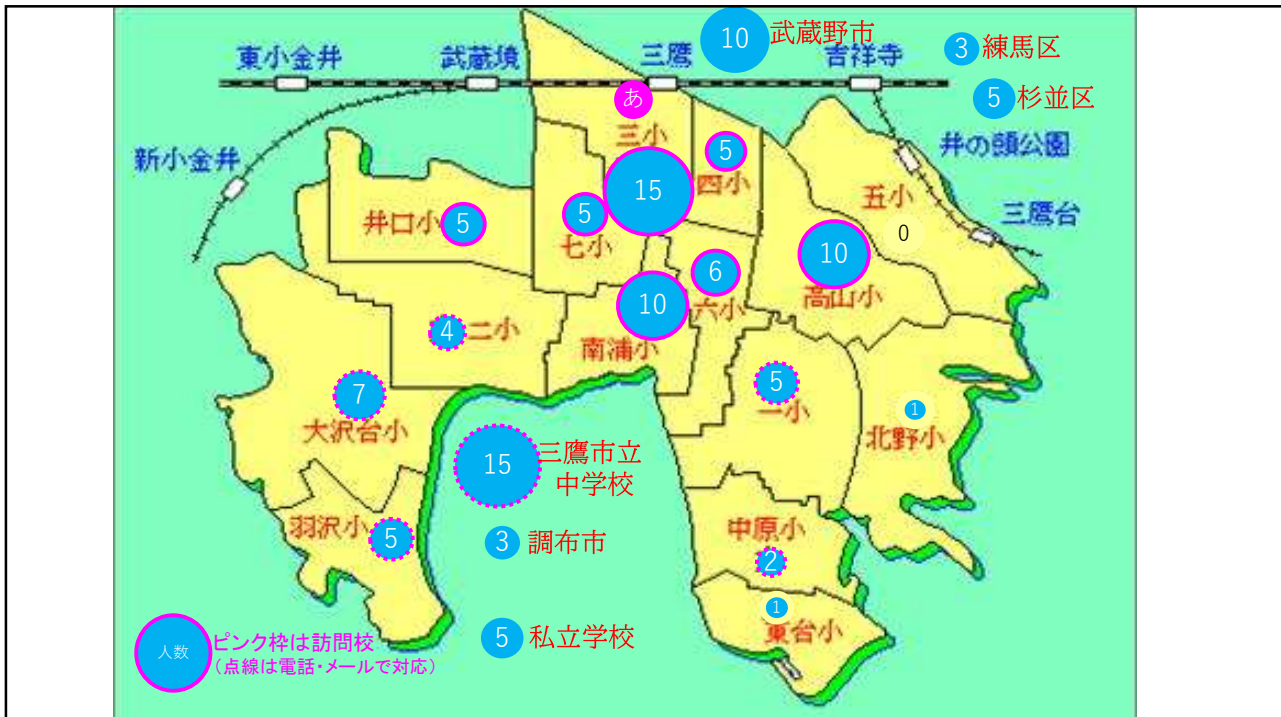 10 武蔵野市
3 練馬区
東小金井
武蔵境
三鷹
吉祥寺
5 杉並区
あ
三小
井の頭公園
新小金井
5
四小
五小
15
三鷹台
井口小 5
5
七小
0
10
高山小
6
六小
10
南浦小
4 二小
7
大沢台小
5
一小
1
北野小
15 三鷹市立
中学校
羽沢小 5
3 調布市
中原小
2
1
東台小
5 私立学校
人数
ピンク枠は訪問校
(点線は電話・メールで対応)